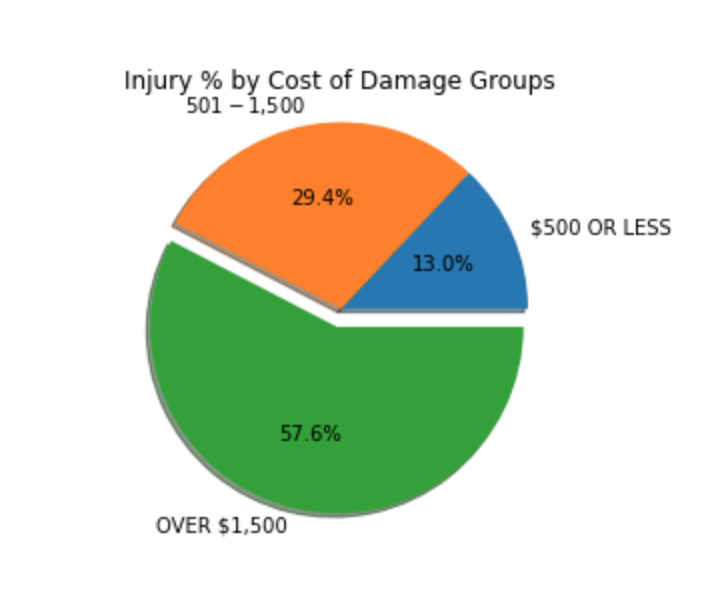 Injury % by Cost of Damage Groups
501 − 1,500
29.4%
$500 OR LESS
13.0%
57.6%
OVER $1,500